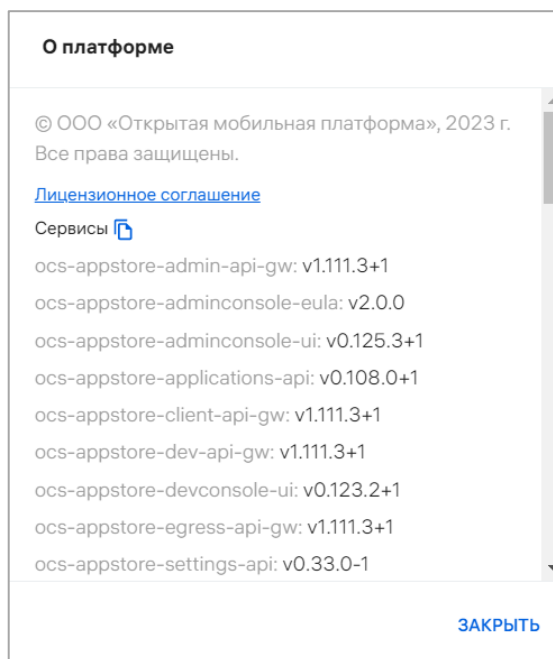 О платформе
© ООО «Открытая мобильная платформа», 2023 г.
Все права защищены.
Лицензионное соглашение
Сервисы
ocs-appstore-admin-api-gw: v1.111.3+1
ocs-appstore-adminconsole-eula: v2.0.0
ocs-appstore-adminconsole-ui: v0.125.3+1
ocs-appstore-applications-api: v0.108.0+1
ocs-appstore-client-api-gw: v1.111.3+1
ocs-appstore-dev-api-gw: v1.111.3+1
ocs-appstore-devconsole-ui: v0.123.2+1
ocs-appstore-egress-api-gw: v1.111.3+1
ocs-appstore-settings-api: v0.33.0-1
ЗАКРЫТЬ